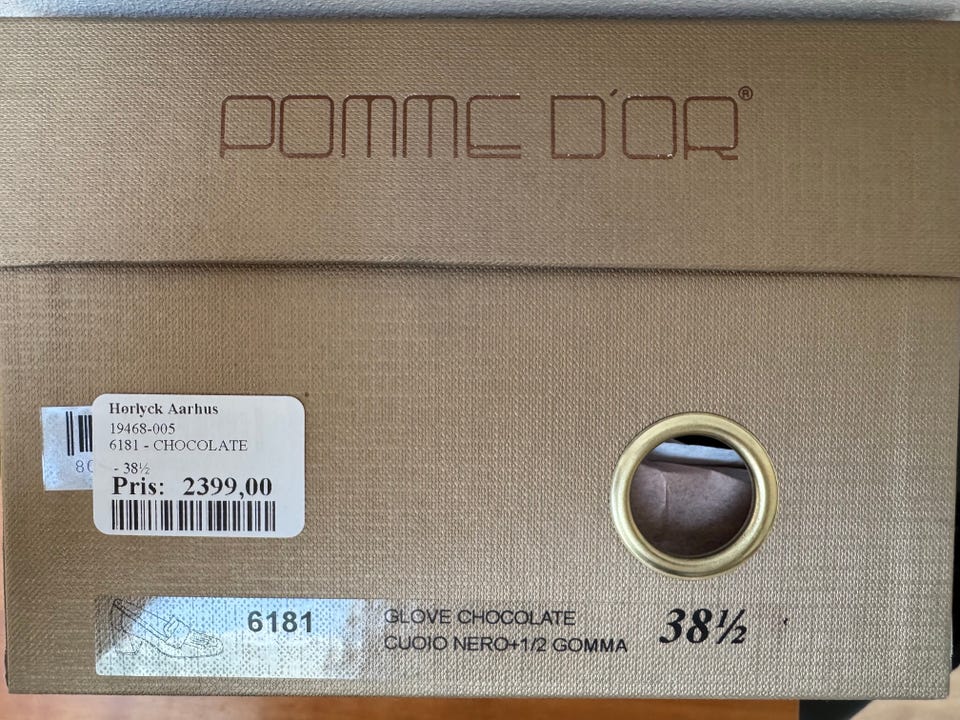 POMME D'OR®
Hørlyck Aarhus
19468-005
6181 - CHOCOLATE
- 38½
Pris: 2399,00
80
6181
GLOVE CHOCOLATE
CUOIO NERO+1/2 GOMMA
38½